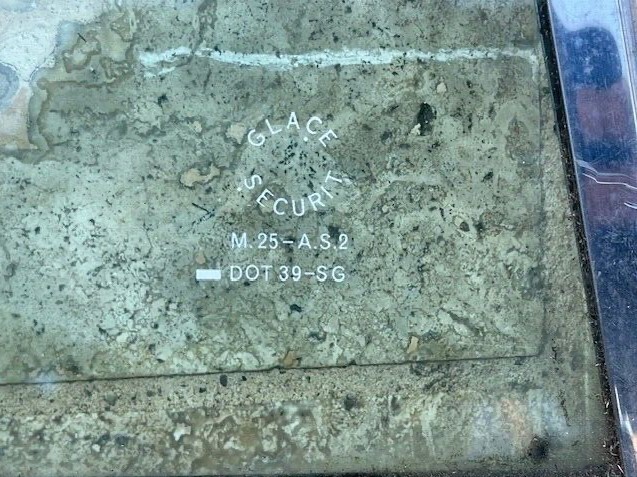 GLACE
SECURIT
M.25-A.S.2
DOT 39-SG